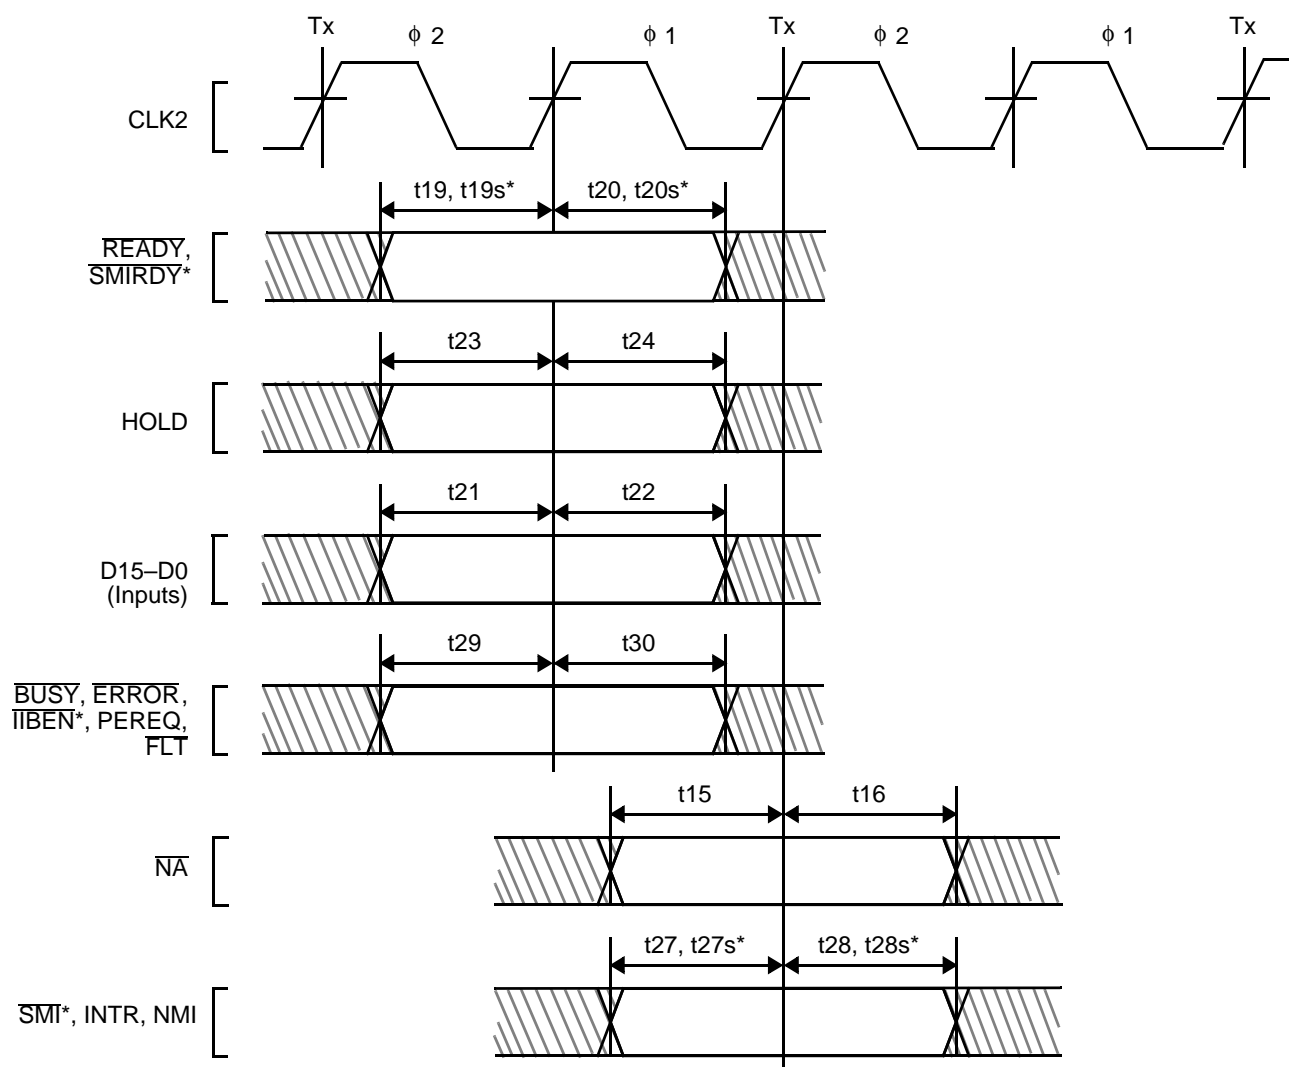 Tx ϕ 2 ϕ 1 Tx ϕ 2 ϕ 1 Tx
CLK2
t19, t19s* t20, t20s*
READY,
SMIRDY*
t23 t24
HOLD
t21 t22
D15–D0
(Inputs)
t29 t30
BUSY, ERROR,
IIBEN*, PEREQ,
FLT
t15 t16
NA
t27, t27s* t28, t28s*
SMI*, INTR, NMI